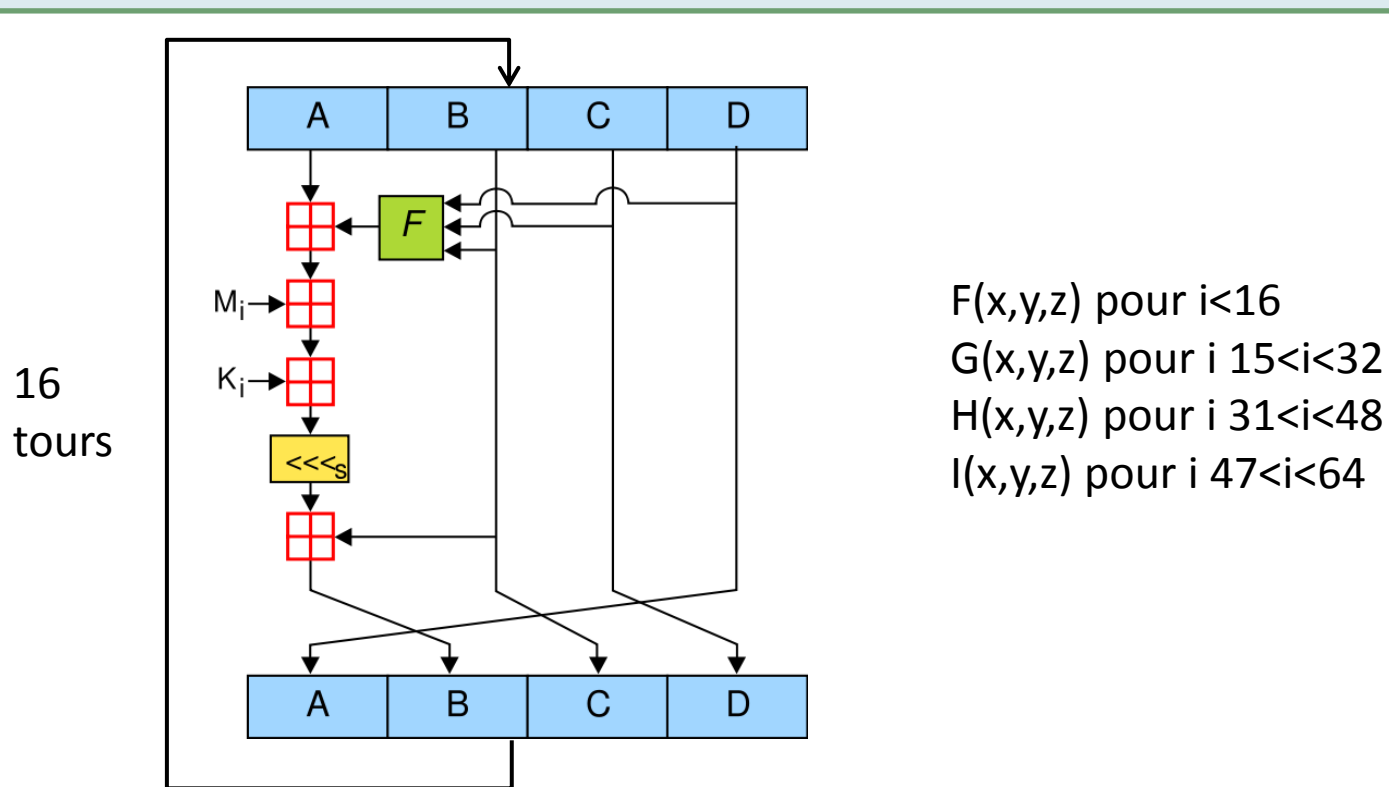 A B C D
F
Mi
Ki
<<<s
A B C D
16
tours
F(x,y,z) pour i<16
G(x,y,z) pour i 15<i<32
H(x,y,z) pour i 31<i<48
I(x,y,z) pour i 47<i<64